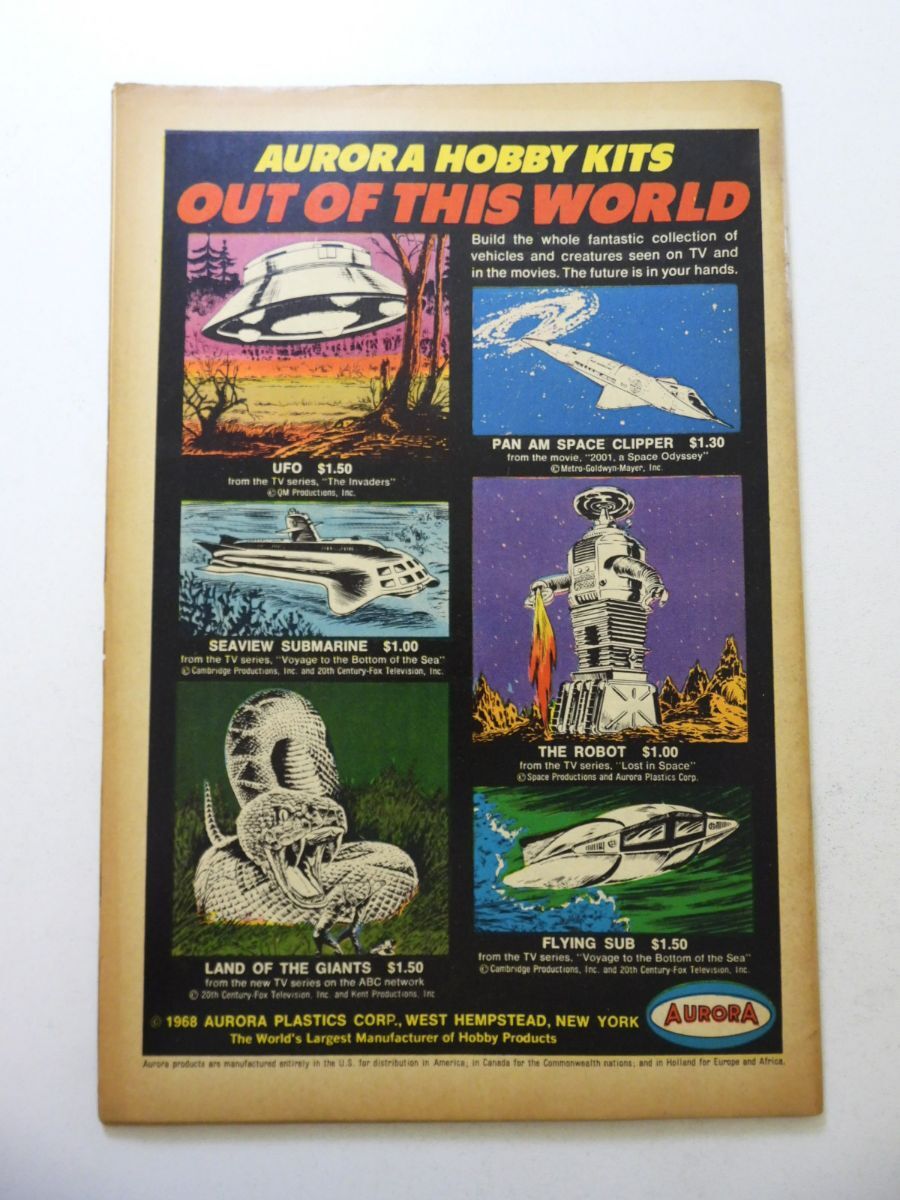 AURORA HOBBY KITS
OUT OF THIS WORLD
Build the whole fantastic collection of
vehicles and creatures seen on TV and
in the movies. The future is in your hands.
UFO $1.50
from the TV series, "The Invaders"
© QM Productions, Inc.
PAN AM SPACE CLIPPER $1.30
from the movie, "2001, a Space Odyssey"
© Metro-Goldwyn-Mayer, Inc.
SEAVIEW SUBMARINE $1.00
from the TV series, "Voyage to the Bottom of the Sea"
© Cambridge Productions, Inc. and 20th Century-Fox Television, Inc.
THE ROBOT $1.00
from the TV series, "Lost in Space"
© Space Productions and Aurora Plastics Corp.
LAND OF THE GIANTS $1.50
from the new TV series on the ABC network
© 20th Century-Fox Television, Inc. and Kent Productions, Inc
FLYING SUB $1.50
from the TV series, "Voyage to the Bottom of the Sea"
© Cambridge Productions, Inc. and 20th Century-Fox Television, Inc.
© 1968 AURORA PLASTICS CORP., WEST HEMPSTEAD, NEW YORK
The World's Largest Manufacturer of Hobby Products
AURORA
Aurora products are manufactured entirely in the U.S. for distribution in America; in Canada for the Commonwealth nations; and in Holland for Europe and Africa.